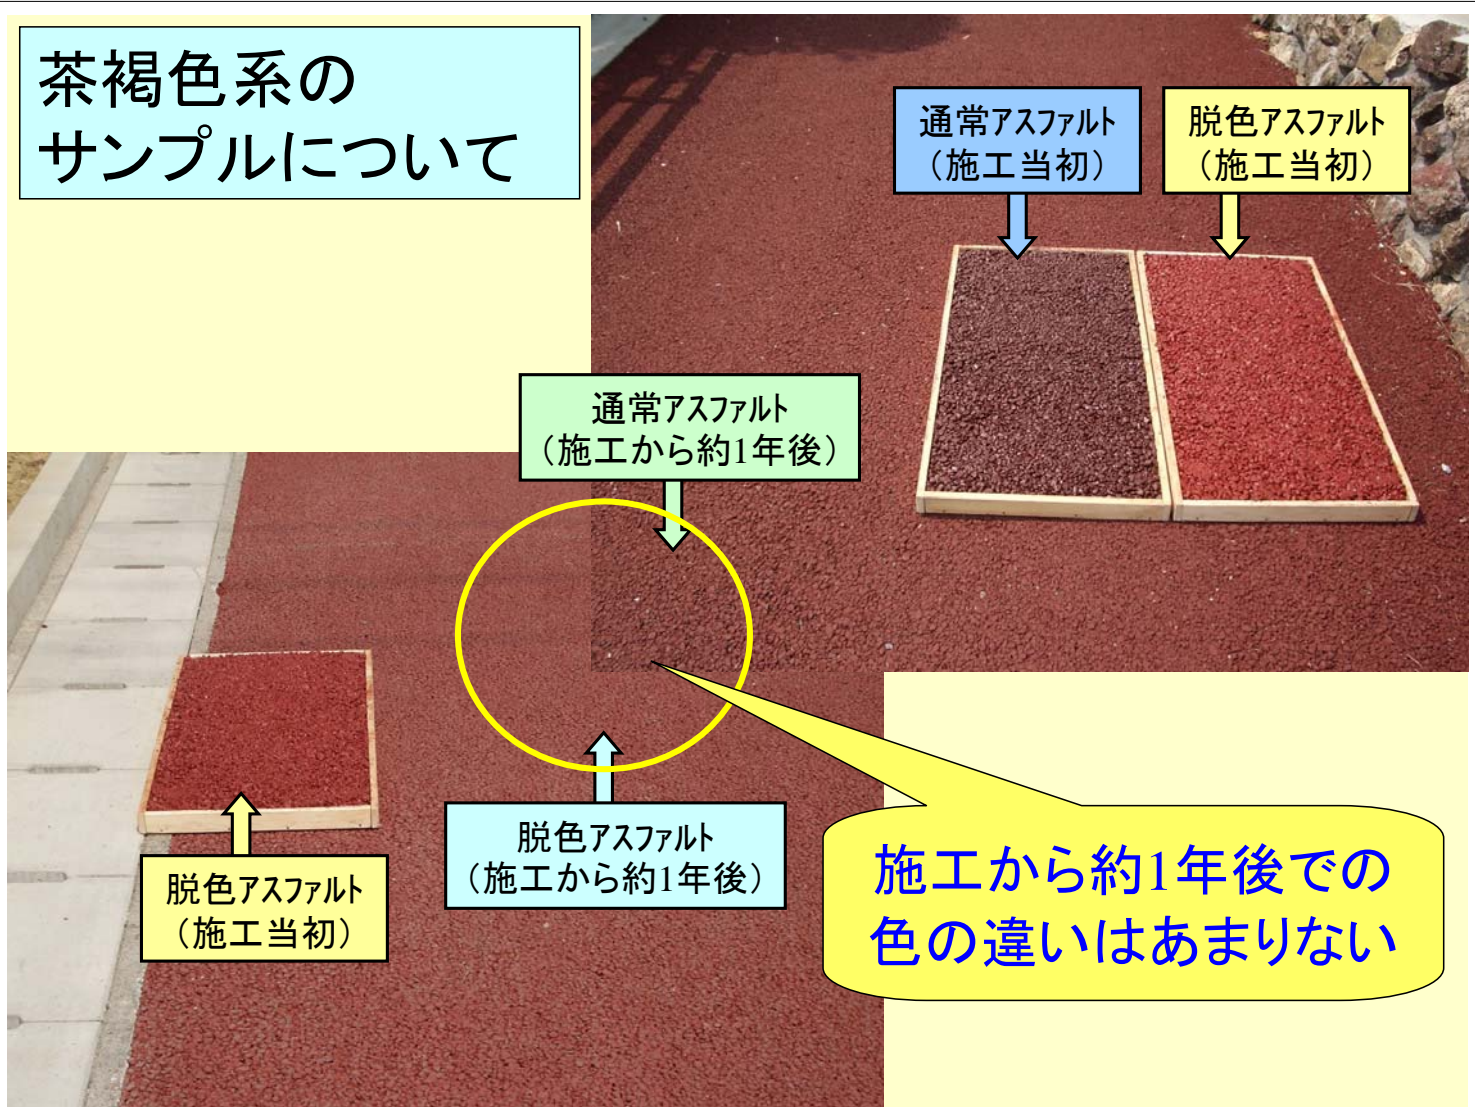 茶褐色系の
サンプルについて
通常アスファルト
（施工当初）
脱色アスファルト
（施工当初）
通常アスファルト
（施工から約1年後）
脱色アスファルト
（施工から約1年後）
脱色アスファルト
（施工当初）
施工から約1年後での
色の違いはあまりない